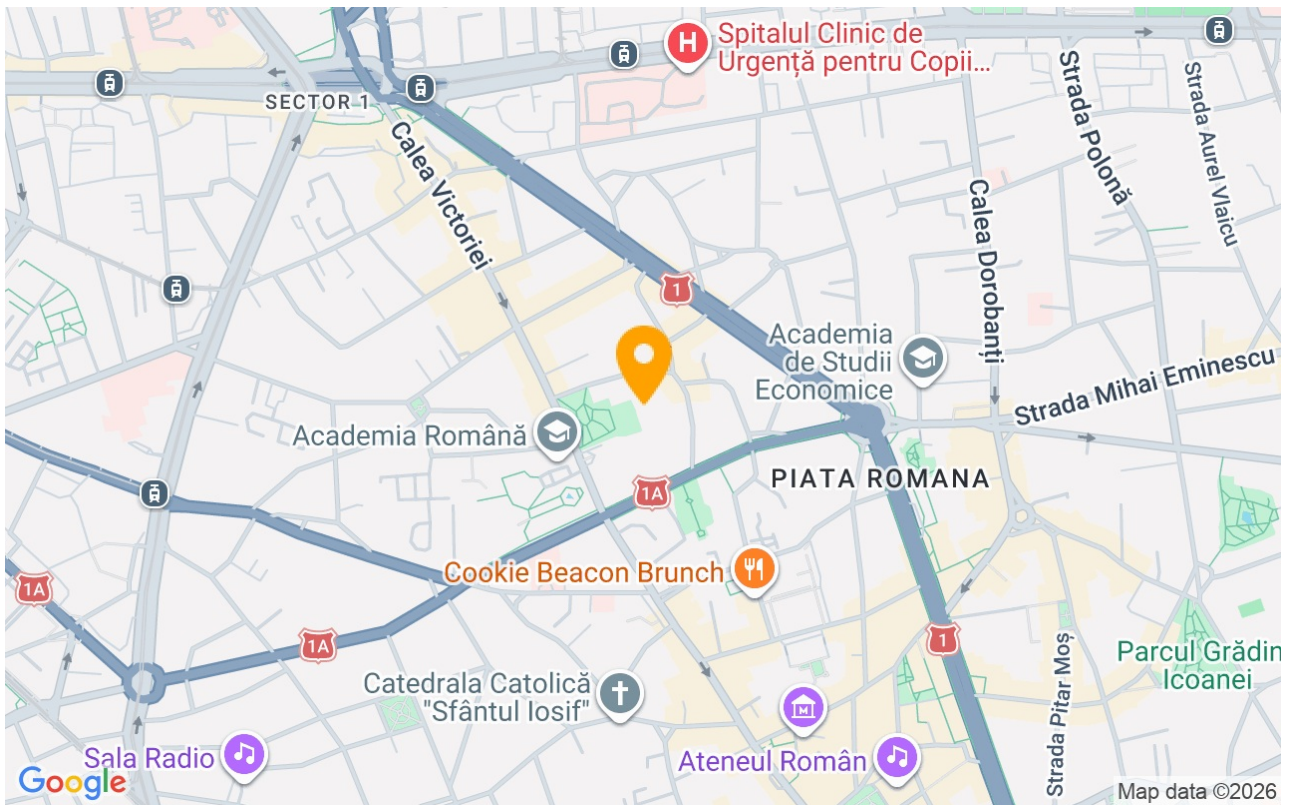 Spitalul Clinic de
Urgență pentru Copii...
SECTOR 1
Strada Polonă
Strada Aurel Vlaicu
Calea Victoriei
Calea Dorobanți
1
Academia
de Studii
Economice
Strada Mihai Eminescu
Academia Română
PIATA ROMANA
1A
Cookie Beacon Brunch
1A
1A
1
Parcul Grădin
Icoanei
Strada Pitar Moș
Catedrala Catolică
"Sfântul Iosif"
Sala Radio
Ateneul Român
Google
Map data ©2026